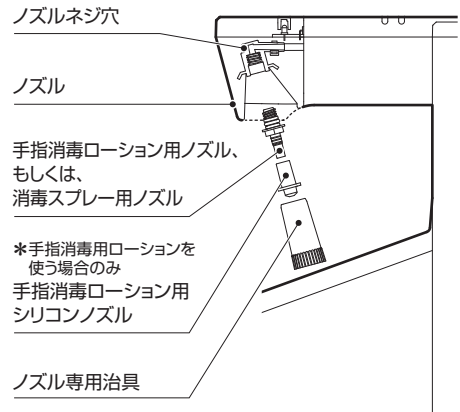 ノズルネジ穴
ノズル
手指消毒ローション用ノズル、
もしくは、
消毒スプレー用ノズル
＊手指消毒用ローションを
使う場合のみ
手指消毒ローション用
シリコンノズル
ノズル専用治具